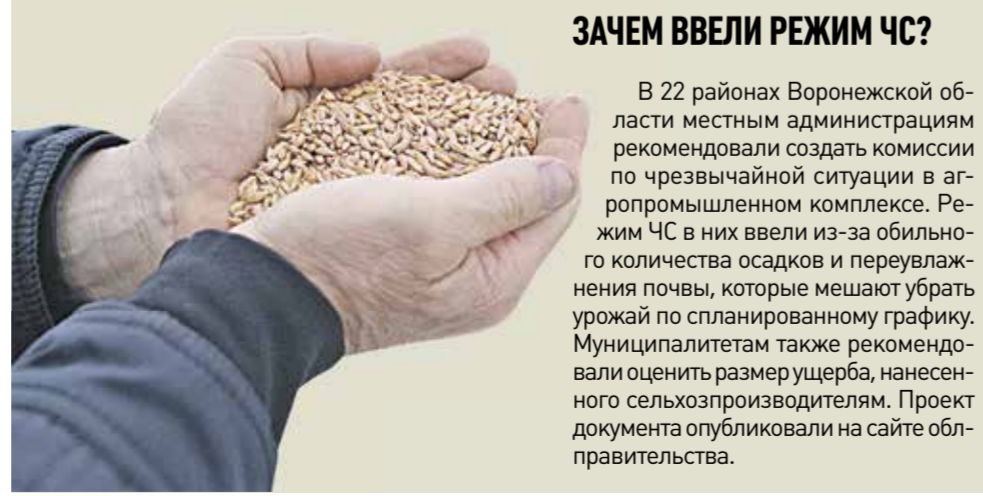 ЗАЧЕМ ВВЕЛИ РЕЖИМ ЧС?
В 22 районах Воронежской об-
ласти местным администрациям
рекомендовали создать комиссии
по чрезвычайной ситуации в аг-
ропромышленном комплексе. Ре-
жим ЧС в них ввели из-за обильно-
го количества осадков и переувлаж-
нения почвы, которые мешают убрать
урожай по спланированному графику.
Муниципалитетам также рекомендо-
вали оценить размер ущерба, нанесен-
ного сельхозпроизводителям. Проект
документа опубликовали на сайте обл-
правительства.